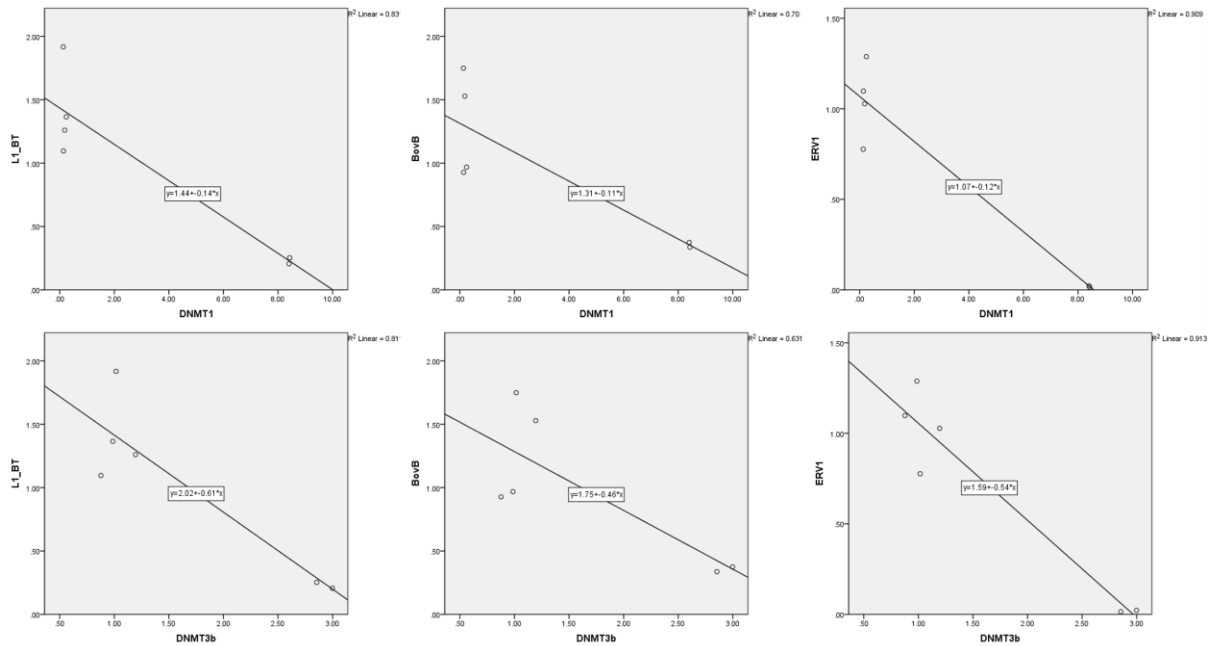 R2 Linear = 0.83
2.00
1.50
1.00
.50
.00
L1_BT
y=1.44+-0.14*x
.00 2.00 4.00 6.00 8.00 10.00
DNMT1
R2 Linear = 0.70
2.00
1.50
1.00
.50
.00
BovB
y=1.31+-0.11*x
.00 2.00 4.00 6.00 8.00 10.00
DNMT1
R2 Linear = 0.909
1.50
1.00
.50
.00
ERV1
y=1.07+-0.12*x
.00 2.00 4.00 6.00 8.00 10.00
DNMT1
R2 Linear = 0.81
2.00
1.50
1.00
.50
.00
L1_BT
y=2.02+-0.61*x
.50 1.00 1.50 2.00 2.50 3.00
DNMT3b
R2 Linear = 0.631
2.00
1.50
1.00
.50
.00
BovB
y=1.75+-0.46*x
.50 1.00 1.50 2.00 2.50 3.00
DNMT3b
R2 Linear = 0.913
1.50
1.00
.50
.00
ERV1
y=1.59+-0.54*x
.50 1.00 1.50 2.00 2.50 3.00
DNMT3b